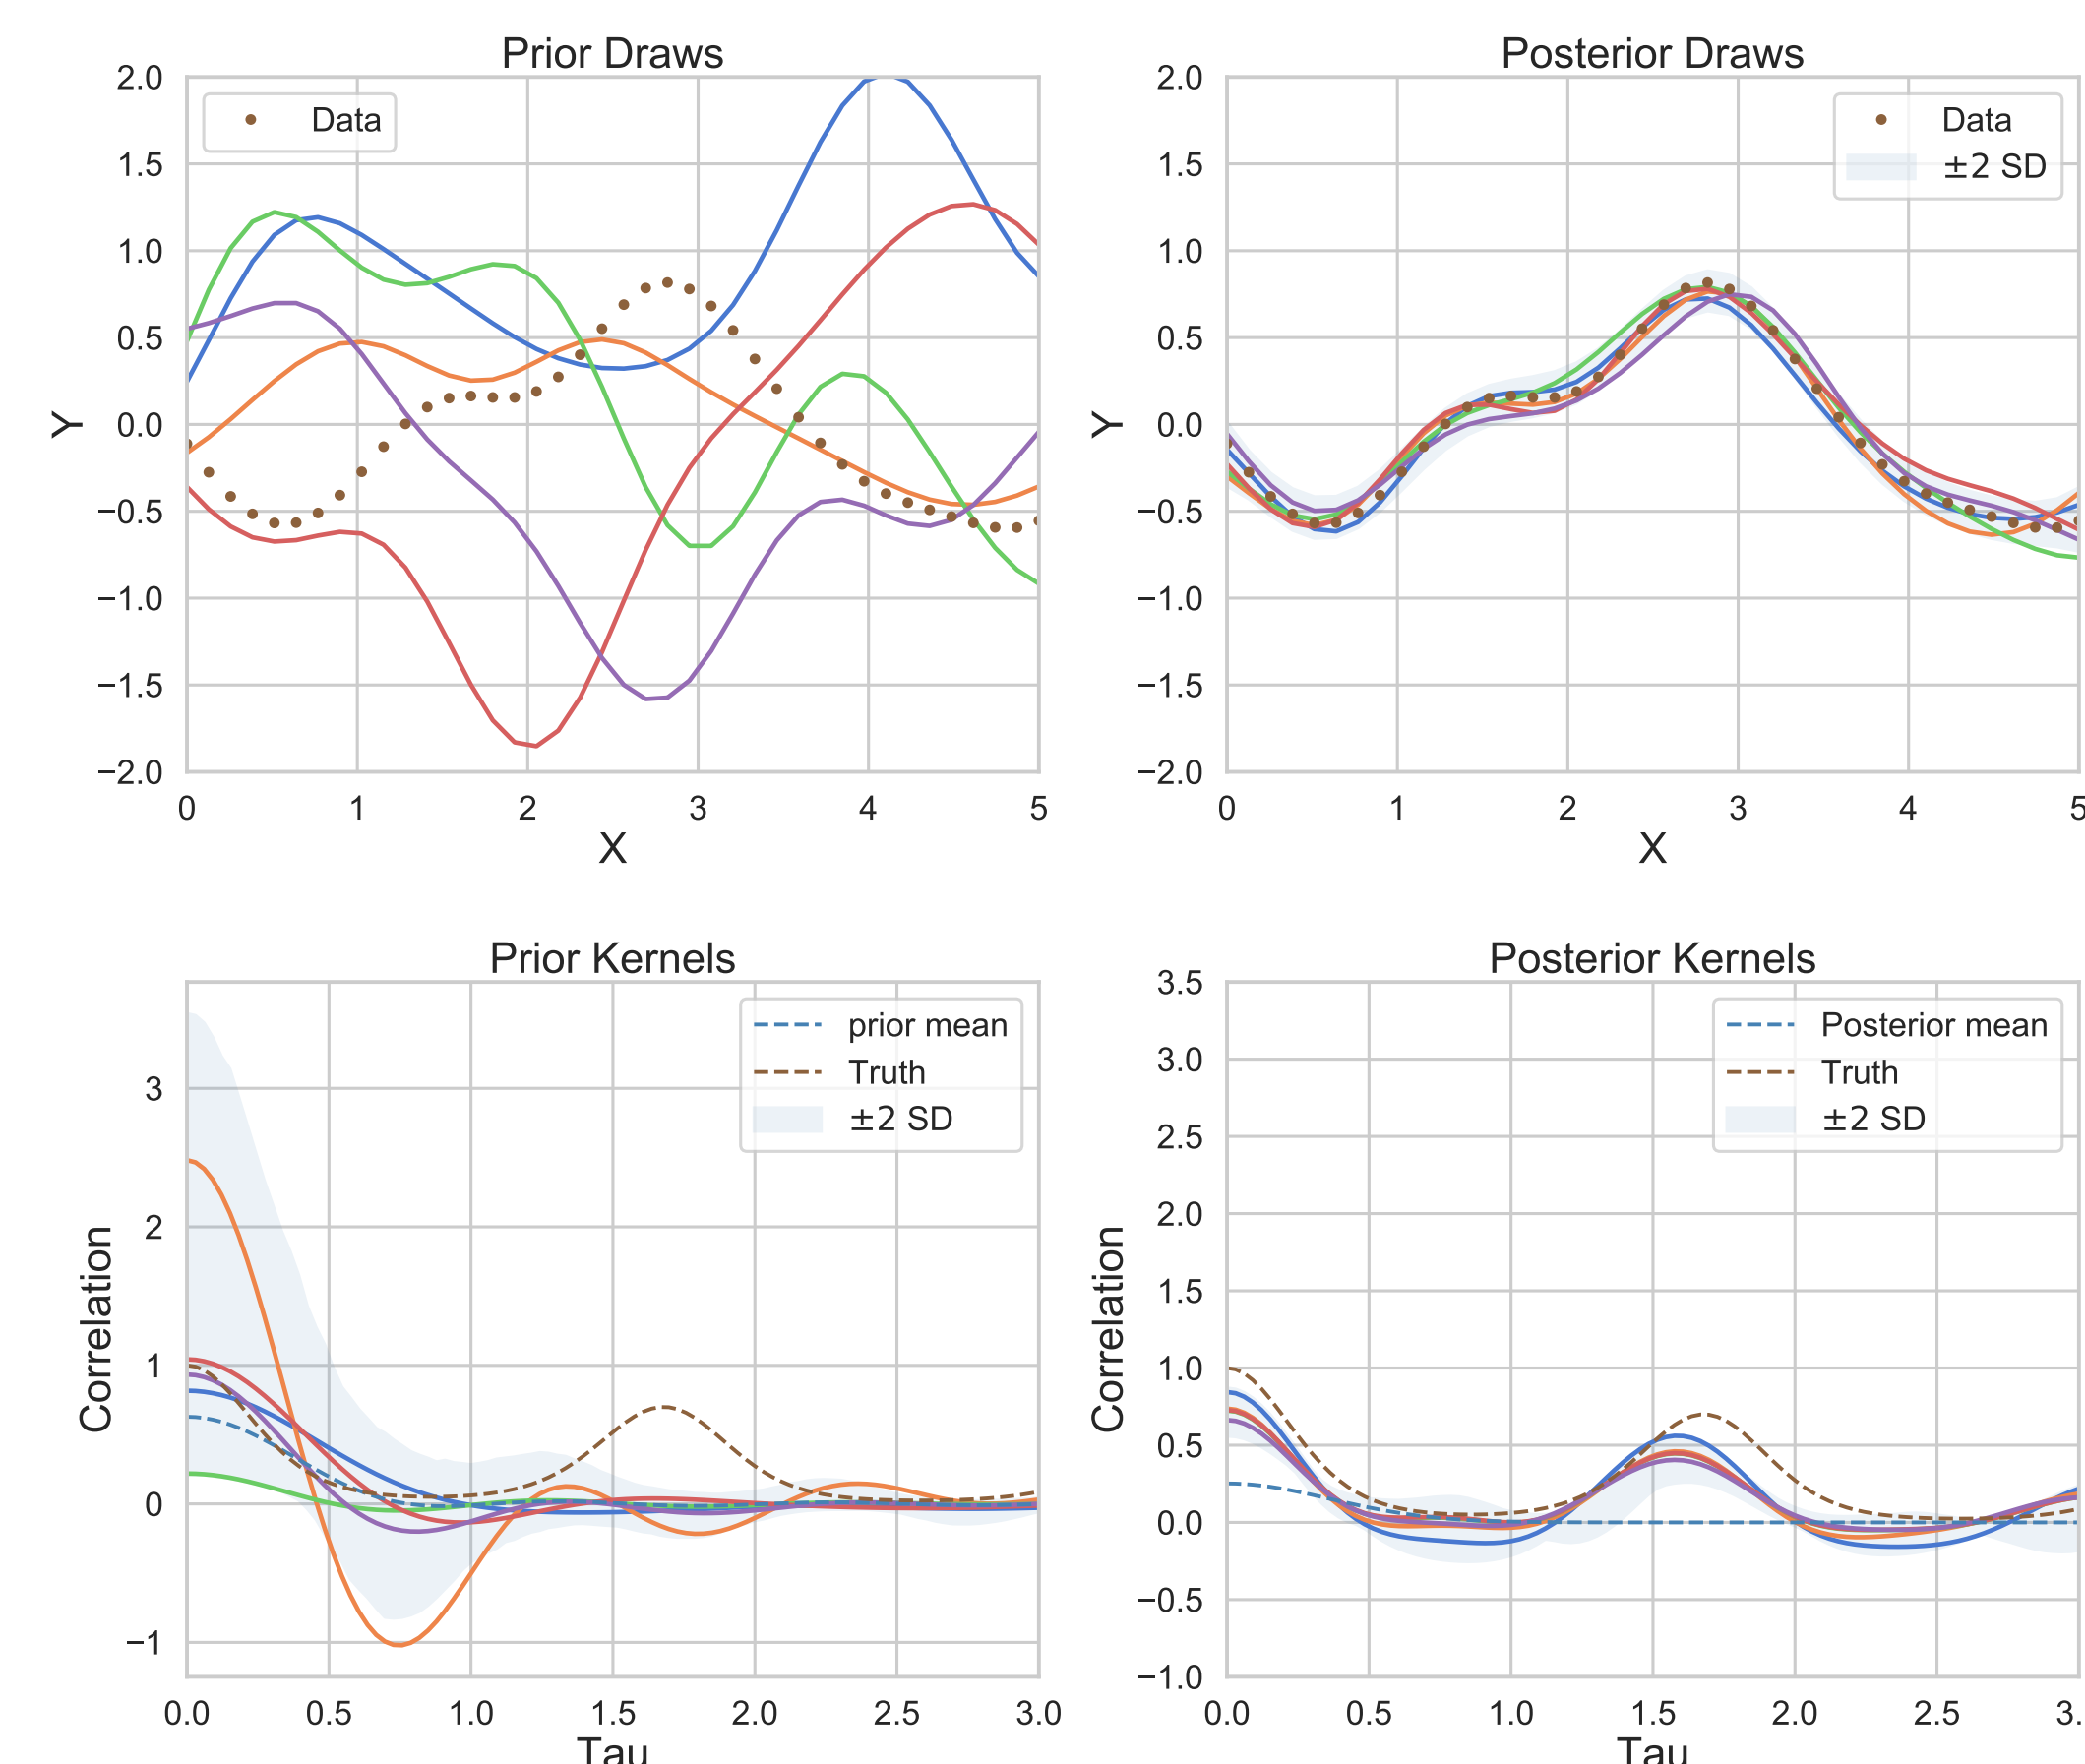 Prior Draws
2.0
1.5
1.0
0.5
0.0
−0.5
−1.0
−1.5
−2.0
Y
Data
0 1 2 3 4 5
X
Posterior Draws
2.0
1.5
1.0
0.5
0.0
−0.5
−1.0
−1.5
−2.0
Y
Data
±2 SD
0 1 2 3 4 5
X
Prior Kernels
3
2
1
0
−1
Correlation
prior mean
Truth
±2 SD
0.0 0.5 1.0 1.5 2.0 2.5 3.0
Tau
Posterior Kernels
3.5
3.0
2.5
2.0
1.5
1.0
0.5
0.0
−0.5
−1.0
Correlation
Posterior mean
Truth
±2 SD
0.0 0.5 1.0 1.5 2.0 2.5 3.
Tau